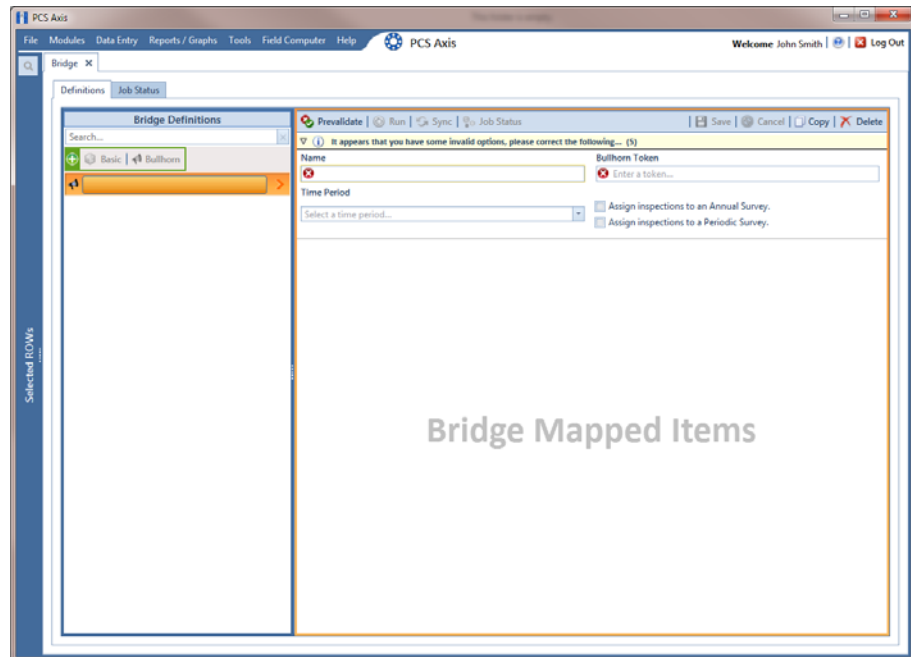 PCS Axis
File Modules Data Entry Reports / Graphs Tools Field Computer Help PCS Axis Welcome John Smith | | Log Out
Bridge X
Definitions Job Status
Bridge Definitions
Search...
Basic | Bullhorn
Prevalidate | Run | Sync | Job Status | Save | Cancel | Copy | Delete
It appears that you have some invalid options, please correct the following... (5)
Name Bullhorn Token
Enter a token...
Time Period
Select a time period...
Assign inspections to an Annual Survey.
Assign inspections to a Periodic Survey.
Selected ROWs
Bridge Mapped Items